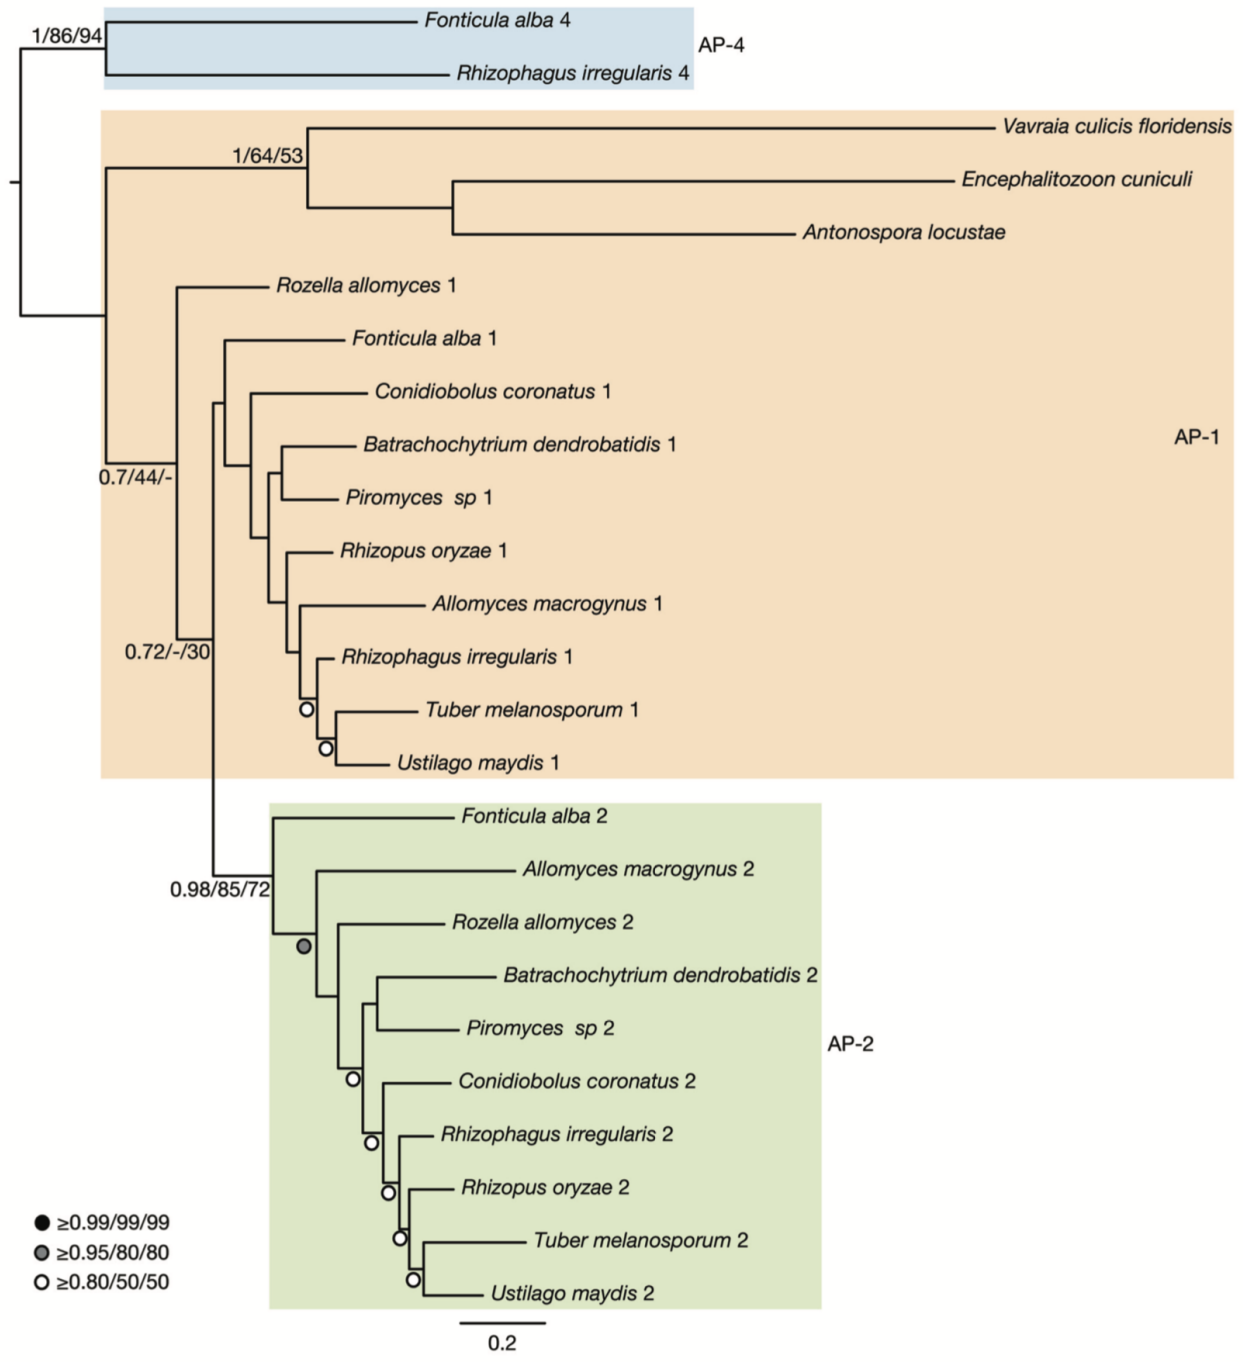 Fonticula alba 4
1/86/94
AP-4
Rhizophagus irregularis 4
Vavraia culicis floridensis
1/64/53
Encephalitozoon cuniculi
Antonospora locustae
Rozella allomyces 1
Fonticula alba 1
Conidiobolus coronatus 1
AP-1
Batrachochytrium dendrobatidis 1
0.7/44/-
Piromyces sp 1
Rhizopus oryzae 1
Allomyces macrogynus 1
0.72/-/30
Rhizophagus irregularis 1
Tuber melanosporum 1
Ustilago maydis 1
Fonticula alba 2
Allomyces macrogynus 2
0.98/85/72
Rozella allomyces 2
Batrachochytrium dendrobatidis 2
Piromyces sp 2
AP-2
Conidiobolus coronatus 2
Rhizophagus irregularis 2
Rhizopus oryzae 2
≥0.99/99/99
Tuber melanosporum 2
≥0.95/80/80
≥0.80/50/50
Ustilago maydis 2
0.2